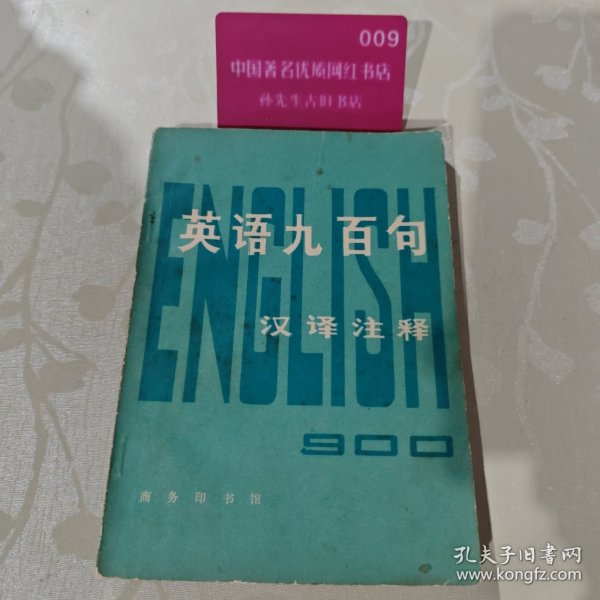 009
中国著名优质网红书店
孙先生古旧书店
ENGLISH
英语九百句
汉译注释
900
商务印书馆
孔夫子旧书网
www.kongfz.com